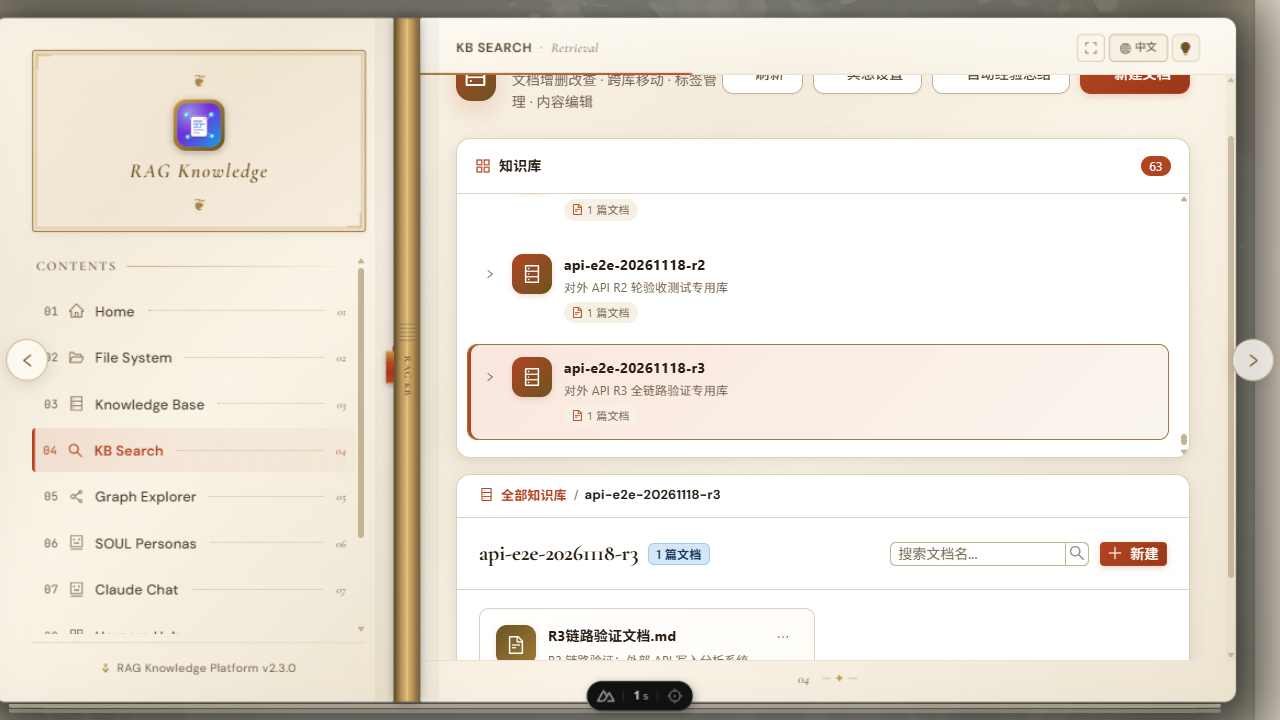 RAG Knowledge
CONTENTS
01 Home 01
02 File System 02
03 Knowledge Base 03
04 KB Search 04
05 Graph Explorer 05
06 SOUL Personas 06
07 Claude Chat 07
RAG Knowledge Platform v2.3.0
RAG KB
KB SEARCH · Retrieval
中文
文档增删改查 · 跨库移动 · 标签管
理 · 内容编辑
刷新
自动经验总结
新建文档
知识库
63
1 篇文档
api-e2e-20261118-r2
对外 API R2 轮验收测试专用库
1 篇文档
api-e2e-20261118-r3
对外 API R3 全链路验证专用库
1 篇文档
全部知识库 / api-e2e-20261118-r3
api-e2e-20261118-r3
1 篇文档
搜索文档名...
新建
R3链路验证文档.md
...
04
1 s